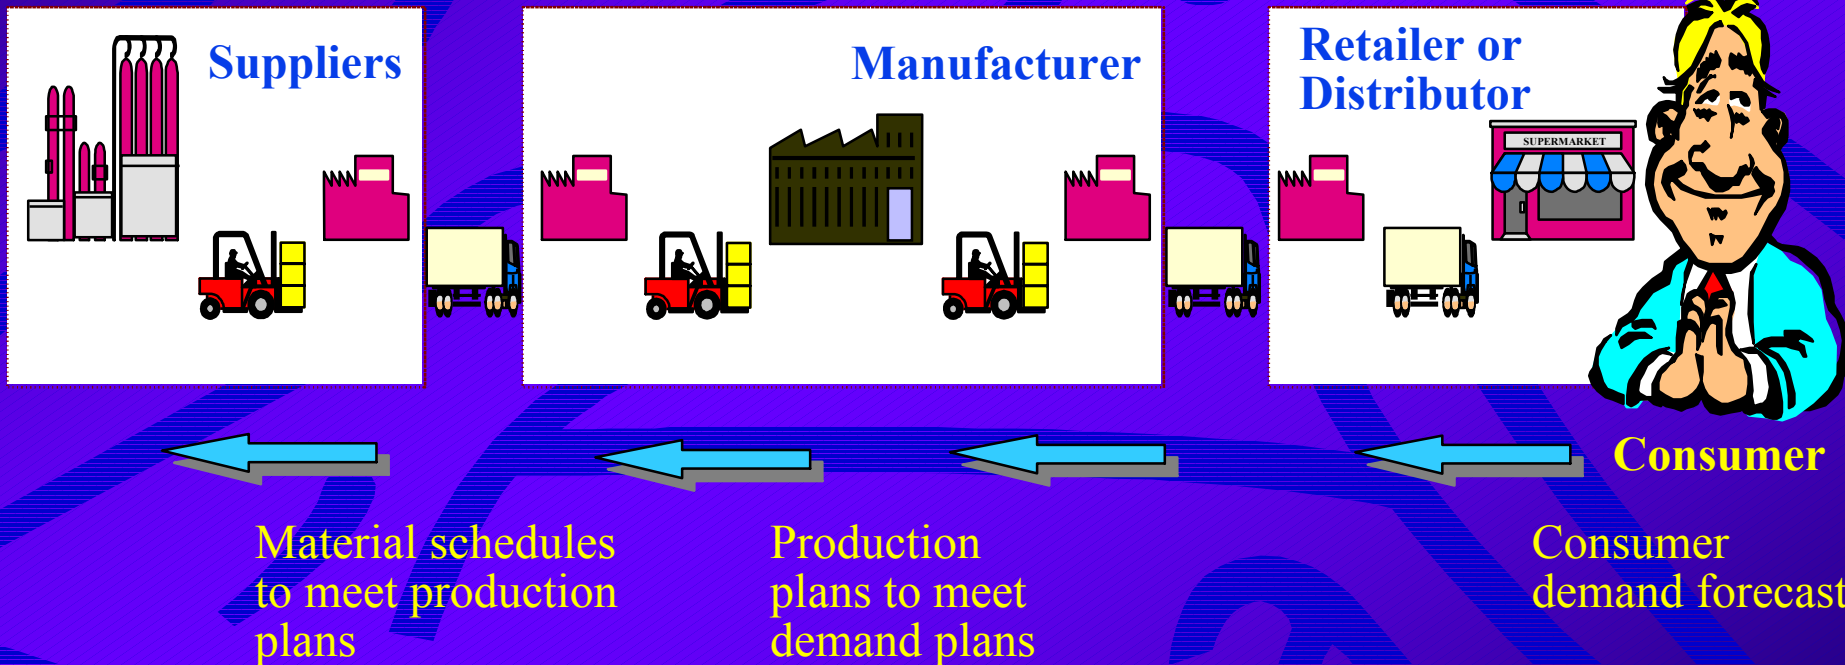 Suppliers
Manufacturer
Retailer or
Distributor
SUPERMARKET
Consumer
Material schedules
to meet production
plans
Production
plans to meet
demand plans
Consumer
demand forecast